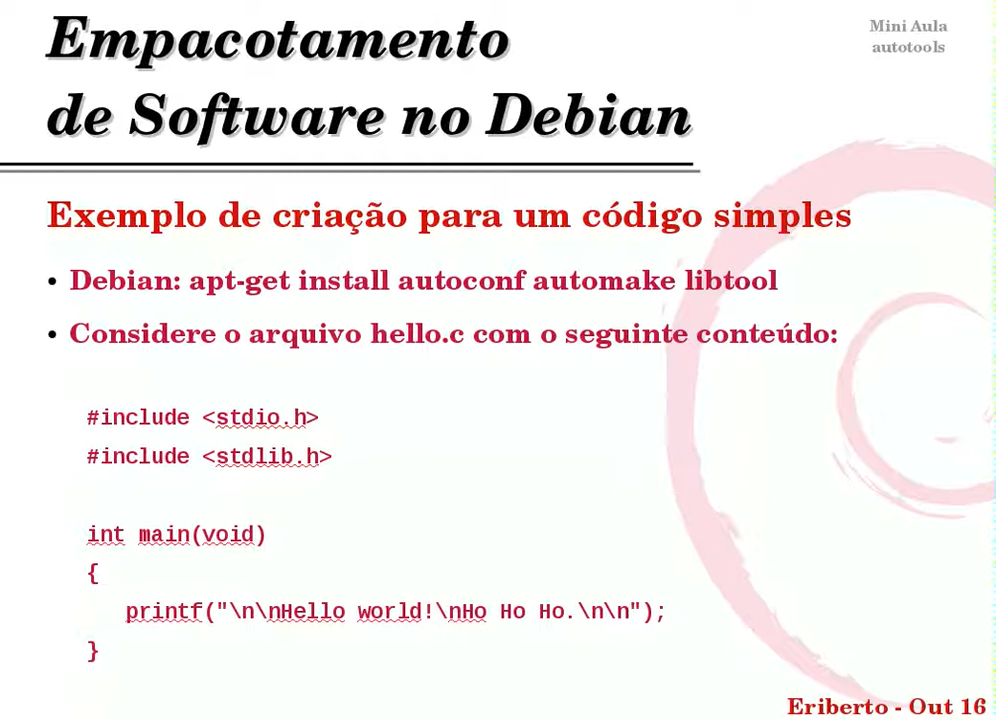 Empacotamento
de Software no Debian
Mini Aula
autotools
Exemplo de criação para um código simples
• Debian: apt-get install autoconf automake libtool
• Considere o arquivo hello.c com o seguinte conteúdo:
#include <stdio.h>
#include <stdlib.h>
int main(void)
{
printf("\n\nHello world!\nHo Ho Ho.\n\n");
}
Eriberto - Out 16